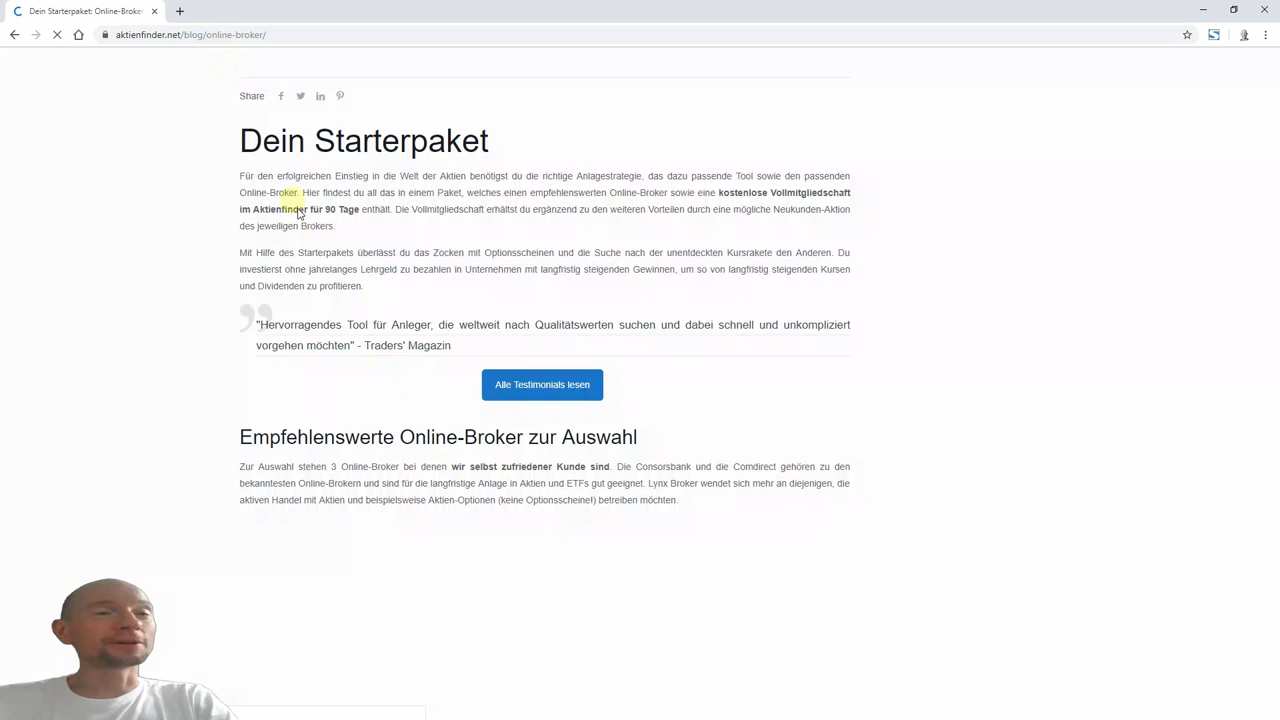 Dein Starterpaket: Online-Broke
aktienfinder.net/blog/online-broker/
Share
Dein Starterpaket
Für den erfolgreichen Einstieg in die Welt der Aktien benötigst du die richtige Anlagestrategie, das dazu passende Tool sowie den passenden
Online-Broker. Hier findest du all das in einem Paket, welches einen empfehlenswerten Online-Broker sowie eine kostenlose Vollmitgliedschaft
im Aktienfinder für 90 Tage enthält. Die Vollmitgliedschaft erhältst du ergänzend zu den weiteren Vorteilen durch eine mögliche Neukunden-Aktion
des jeweiligen Brokers.
Mit Hilfe des Starterpakets überlässt du das Zocken mit Optionsscheinen und die Suche nach der unentdeckten Kursrakete den Anderen. Du
investierst ohne jahrelanges Lehrgeld zu bezahlen in Unternehmen mit langfristig steigenden Gewinnen, um so von langfristig steigenden Kursen
und Dividenden zu profitieren.
"Hervorragendes Tool für Anleger, die weltweit nach Qualitätswerten suchen und dabei schnell und unkompliziert
vorgehen möchten" - Traders' Magazin
Alle Testimonials lesen
Empfehlenswerte Online-Broker zur Auswahl
Zur Auswahl stehen 3 Online-Broker bei denen wir selbst zufriedener Kunde sind. Die Consorsbank und die Comdirect gehören zu den
bekanntesten Online-Brokern und sind für die langfristige Anlage in Aktien und ETFs gut geeignet. Lynx Broker wendet sich mehr an diejenigen, die
aktiven Handel mit Aktien und beispielsweise Aktien-Optionen (keine Optionsscheine!) betreiben möchten.